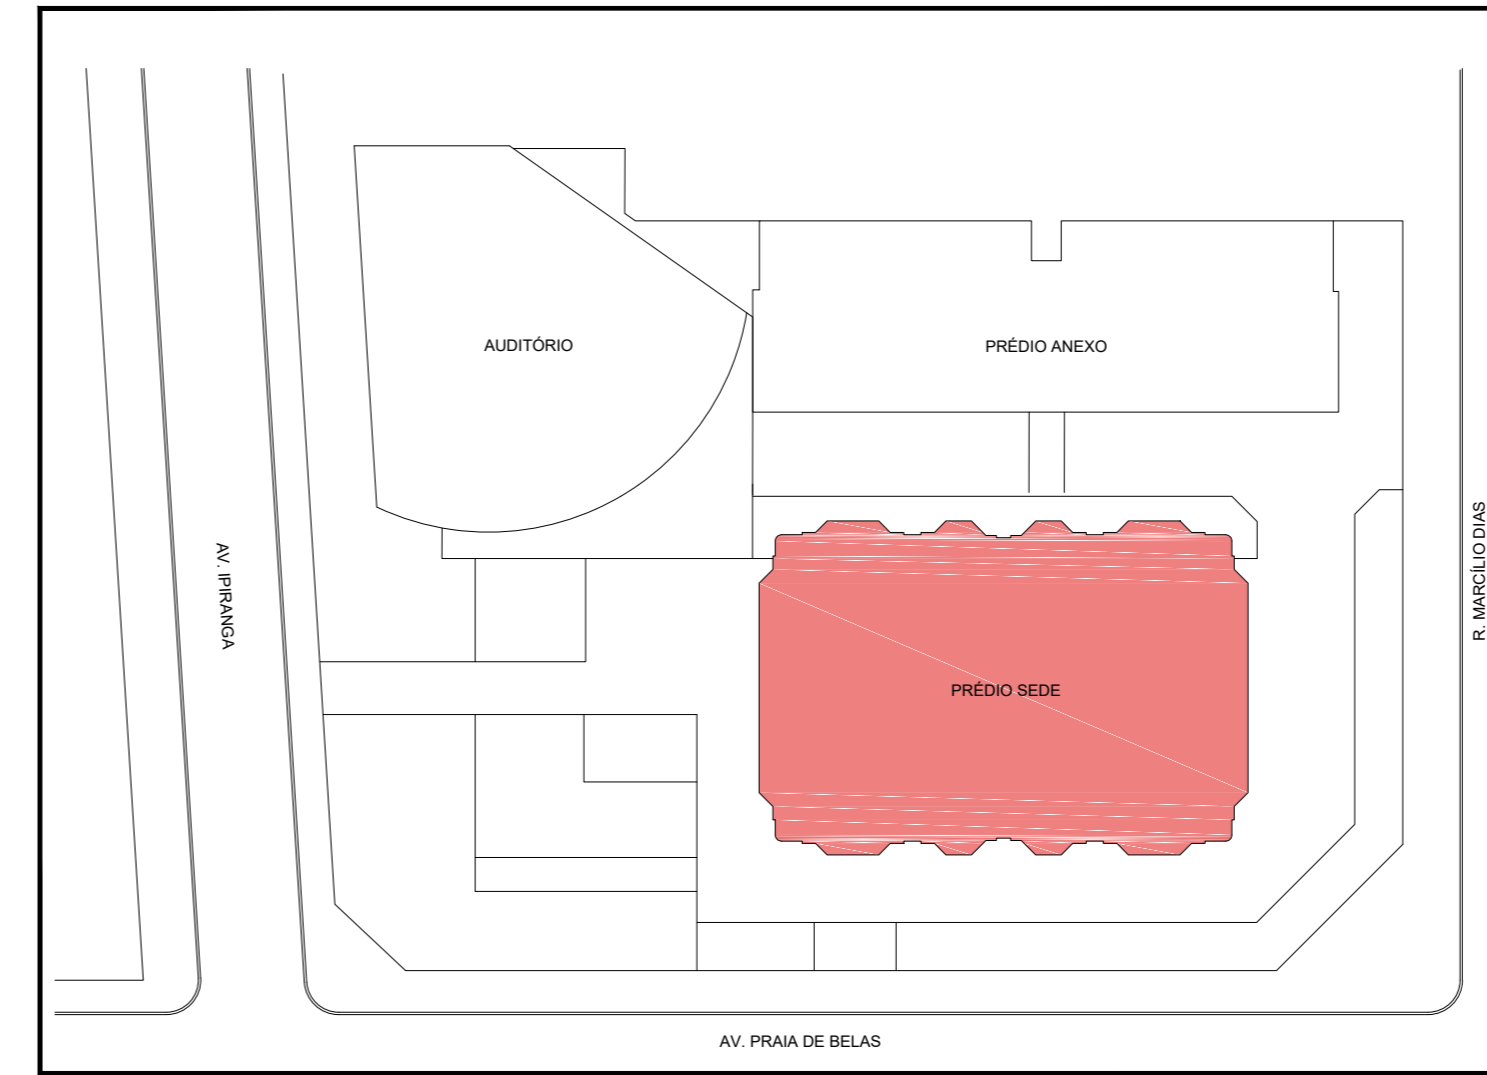 AUDITÓRIO
PRÉDIO ANEXO
AV. IPIRANGA
R. MARCÍLIO DIAS
PRÉDIO SEDE
AV. PRAIA DE BELAS